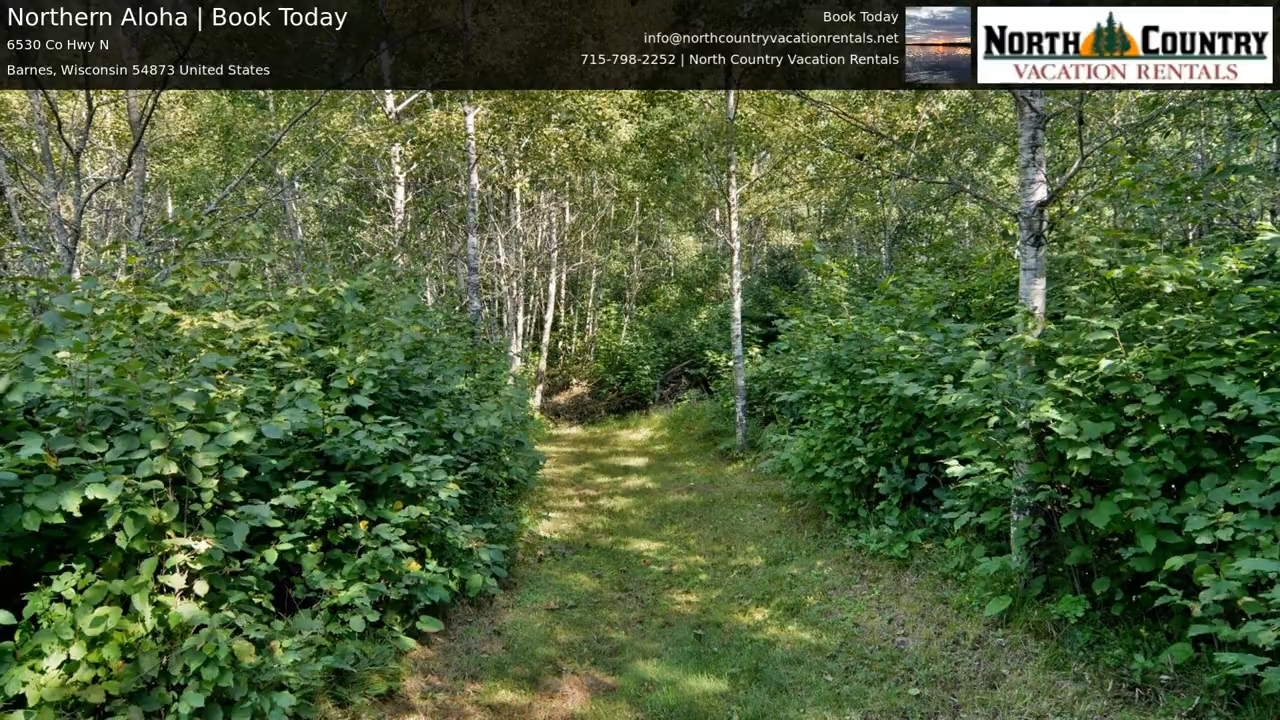 Northern Aloha | Book Today
6530 Co Hwy N
Barnes, Wisconsin 54873 United States
Book Today
info@northcountryvacationrentals.net
715-798-2252 | North Country Vacation Rentals
NORTH COUNTRY
VACATION RENTALS